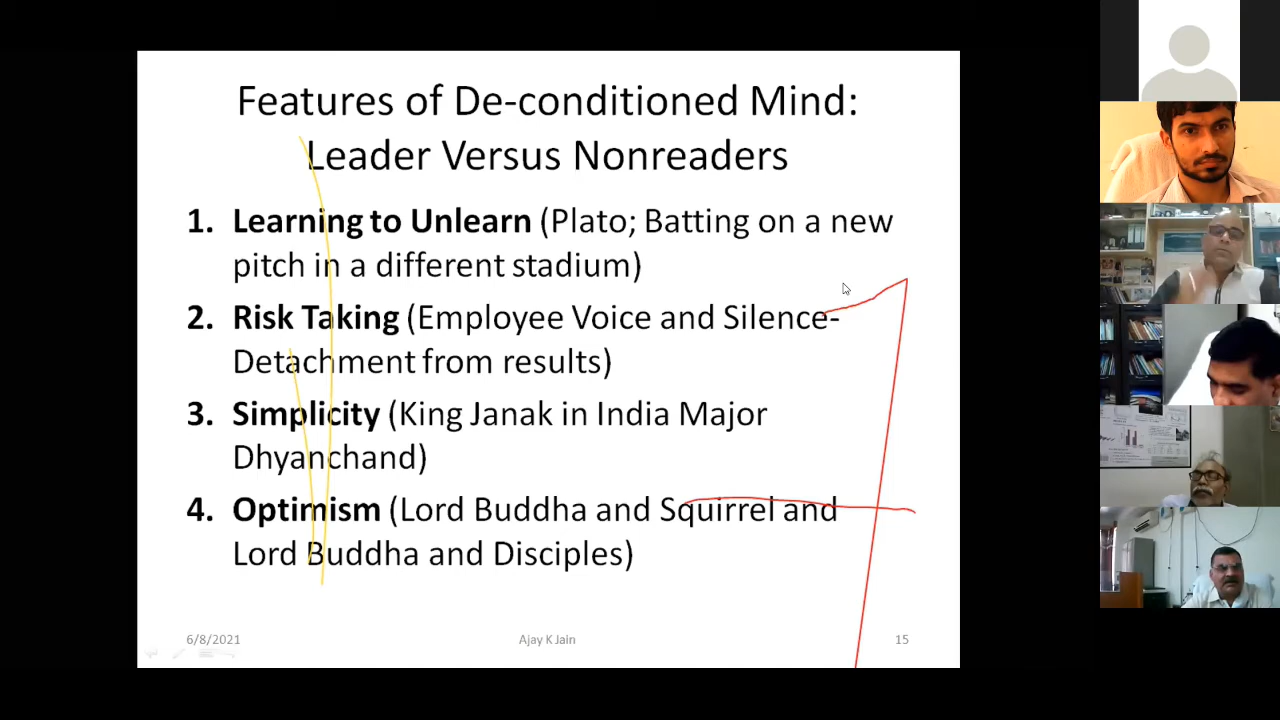 Features of De-conditioned Mind:
Leader Versus Nonreaders
1. Learning to Unlearn (Plato; Batting on a new
pitch in a different stadium)
2. Risk Taking (Employee Voice and Silence-
Detachment from results)
3. Simplicity (King Janak in India Major
Dhyanchand)
4. Optimism (Lord Buddha and Squirrel and
Lord Buddha and Disciples)
6/8/2021 Ajay K Jain 15